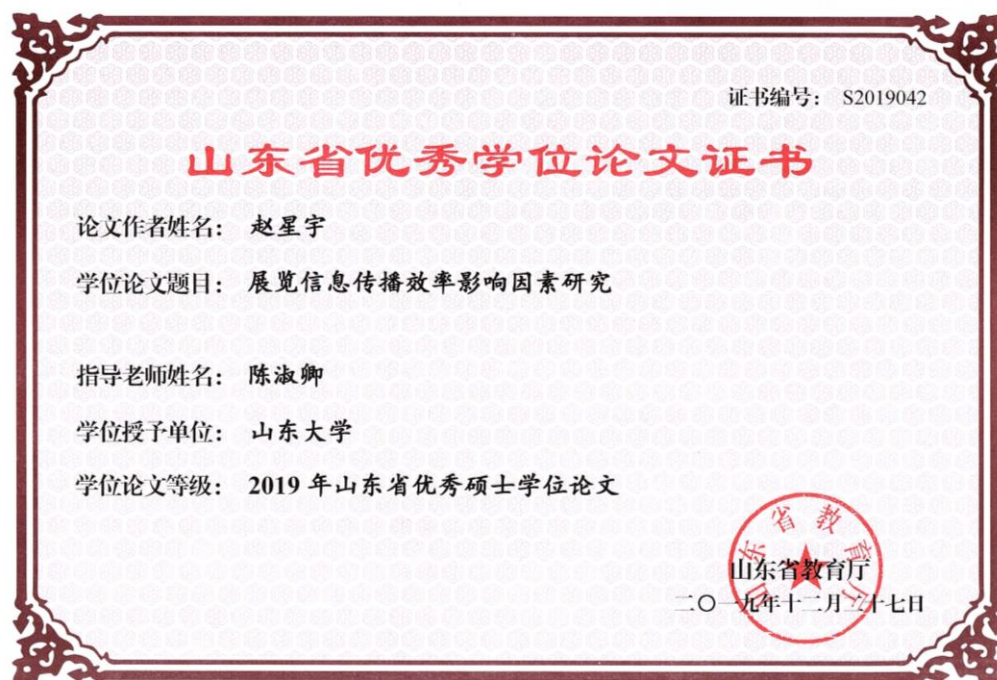 证书编号： S2019042
山东省优秀学位论文证书
论文作者姓名： 赵星宇
学位论文题目： 展览信息传播效率影响因素研究
指导老师姓名： 陈淑卿
学位授予单位： 山东大学
学位论文等级： 2019 年山东省优秀硕士学位论文
山东省教育厅
山东省教育厅
二〇一九年十二月二十七日